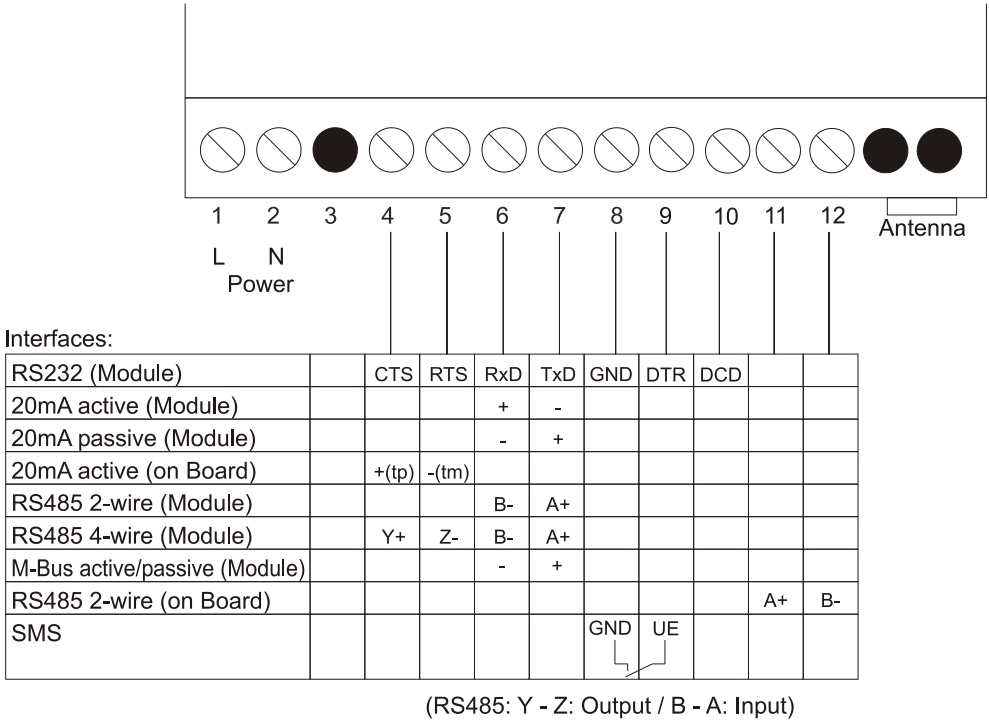 1 2 3 4 5 6 7 8 9 10 11 12
Antenna
L N
Power
Interfaces:
RS232 (Module) CTS RTS RxD TxD GND DTR DCD
20mA active (Module) + -
20mA passive (Module) - +
20mA active (on Board) +(tp) -(tm)
RS485 2-wire (Module) B- A+
RS485 4-wire (Module) Y+ Z- B- A+
M-Bus active/passive (Module) - +
RS485 2-wire (on Board) A+ B-
SMS GND UE
(RS485: Y - Z: Output / B - A: Input)